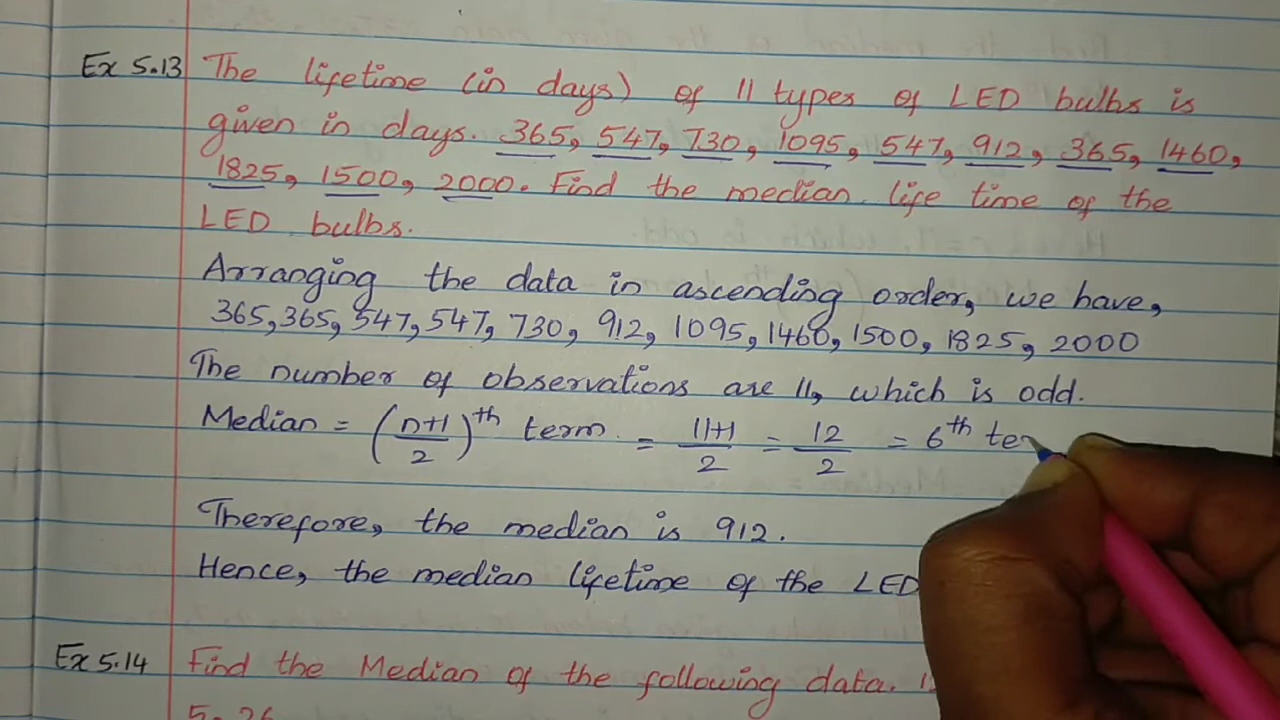 Ex 5.13 The lifetime (in days) of 11 types of LED bulbs is
given in days. 365, 547, 730, 1095, 547, 912, 365, 1460,
1825, 1500, 2000. Find the median life time of the
LED bulbs.
Arranging the data in ascending order, we have,
365, 365, 547, 547, 730, 912, 1095, 1460, 1500, 1825, 2000
The number of observations are 11, which is odd.
Median = (n+1/2)th term = 11+1/2 = 12/2 = 6th ter
Therefore, the median is 912.
Hence, the median lifetime of the LED
Ex 5.14 Find the Median of the following data.
5, 26